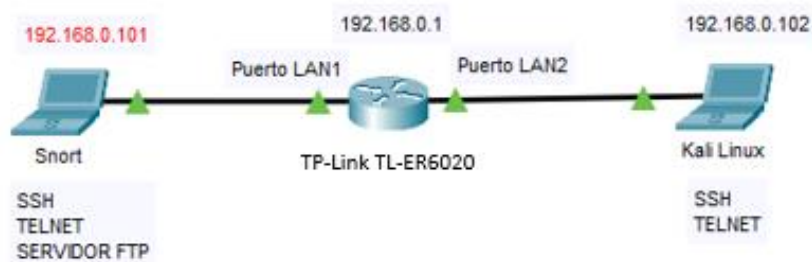 192.168.0.101
192.168.0.1
192.168.0.102
Puerto LAN1
Puerto LAN2
Snort
TP-Link TL-ER6020
Kali Linux
SSH
TELNET
SERVIDOR FTP
SSH
TELNET